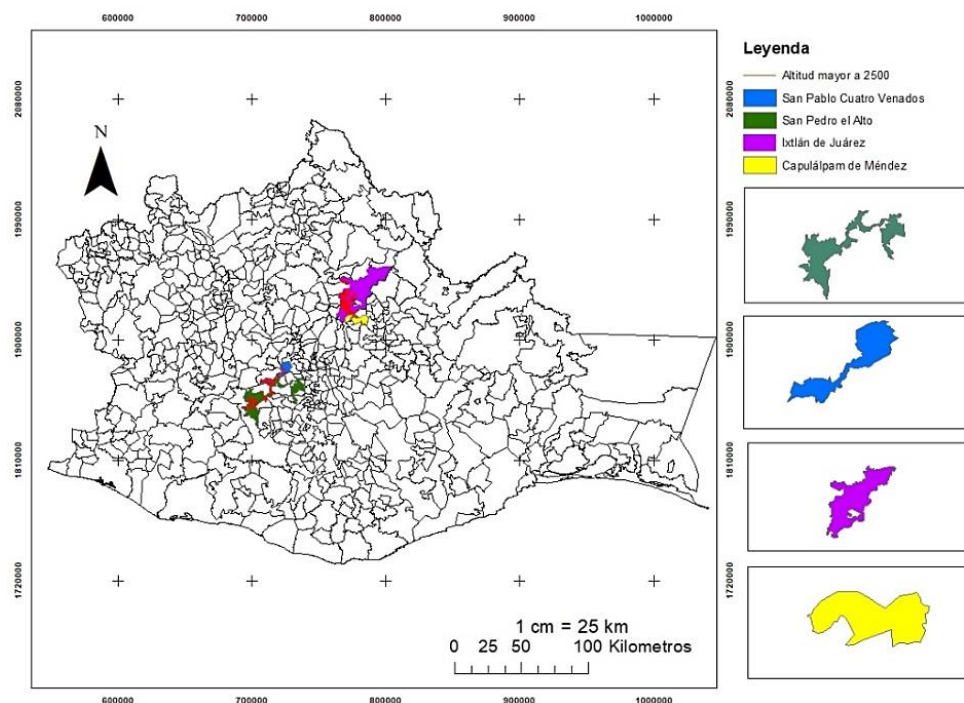 600000 700000 800000 900000 1000000
2080000
1990000
1900000
1810000
1720000
N
1 cm = 25 km
0 25 50 100 Kilometros
2080000
1990000
1900000
1810000
1720000
600000 700000 800000 900000 1000000
Leyenda
Altitud mayor a 2500
San Pablo Cuatro Venados
San Pedro el Alto
Ixtlán de Juárez
Capulálpam de Méndez